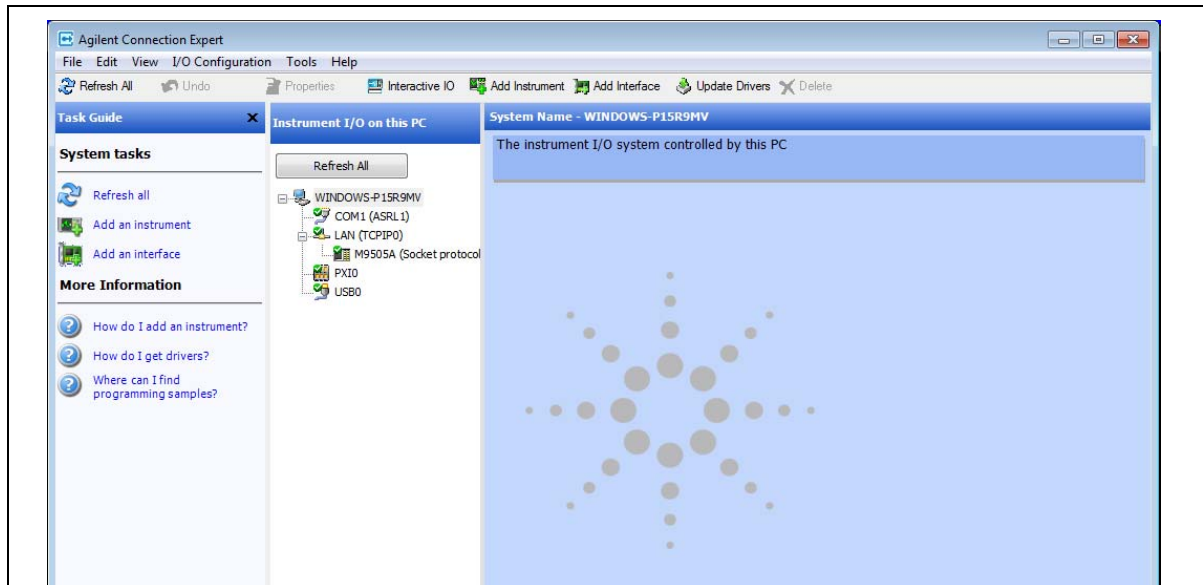 Agilent Connection Expert
File Edit View I/O Configuration Tools Help
Refresh All Undo Properties Interactive IO Add Instrument Add Interface Update Drivers Delete
Task Guide
System tasks
Refresh all
Add an instrument
Add an interface
More Information
How do I add an instrument?
How do I get drivers?
Where can I find
programming samples?
Instrument I/O on this PC
Refresh All
WINDOWS-P15R9MV
COM1 (ASRL1)
LAN (TCPIP0)
M9505A (Socket protocol
PXI0
USB0
System Name - WINDOWS-P15R9MV
The instrument I/O system controlled by this PC